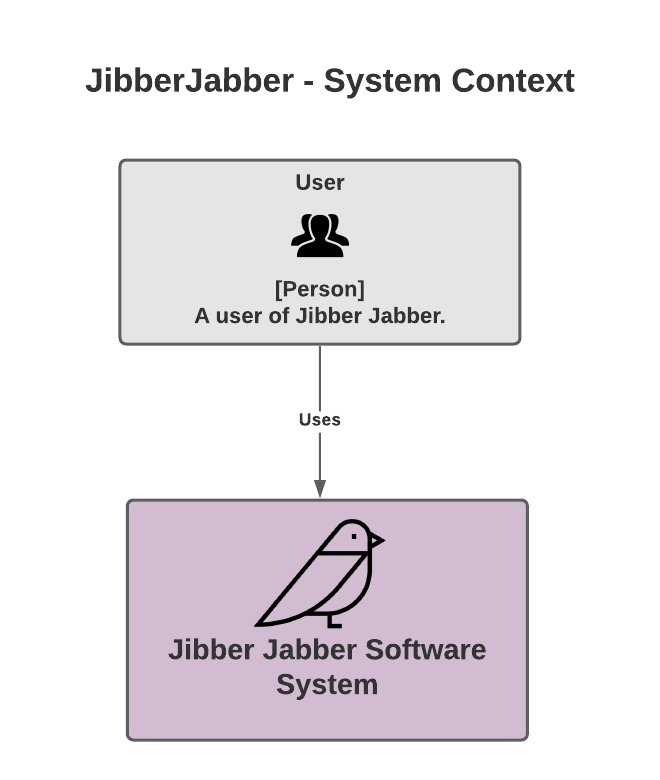 JibberJabber - System Context
User
[Person]
A user of Jibber Jabber.
Uses
Jibber Jabber Software
System